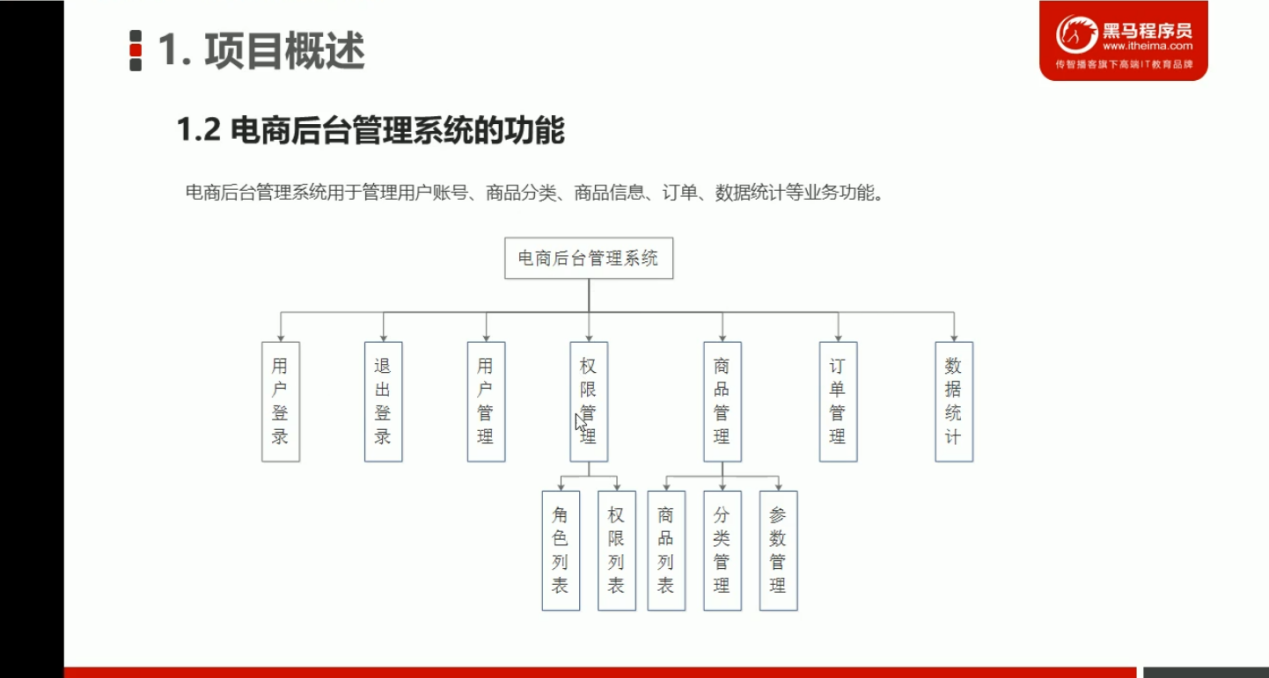 1. 项目概述
黑马程序员
www.itheima.com
传智播客旗下高端IT教育品牌
1.2 电商后台管理系统的功能
电商后台管理系统用于管理用户账号、商品分类、商品信息、订单、数据统计等业务功能。
电商后台管理系统
用户登录
退出登录
用户管理
权限管理
商品管理
订单管理
数据统计
角色列表
权限列表
商品列表
分类管理
参数管理